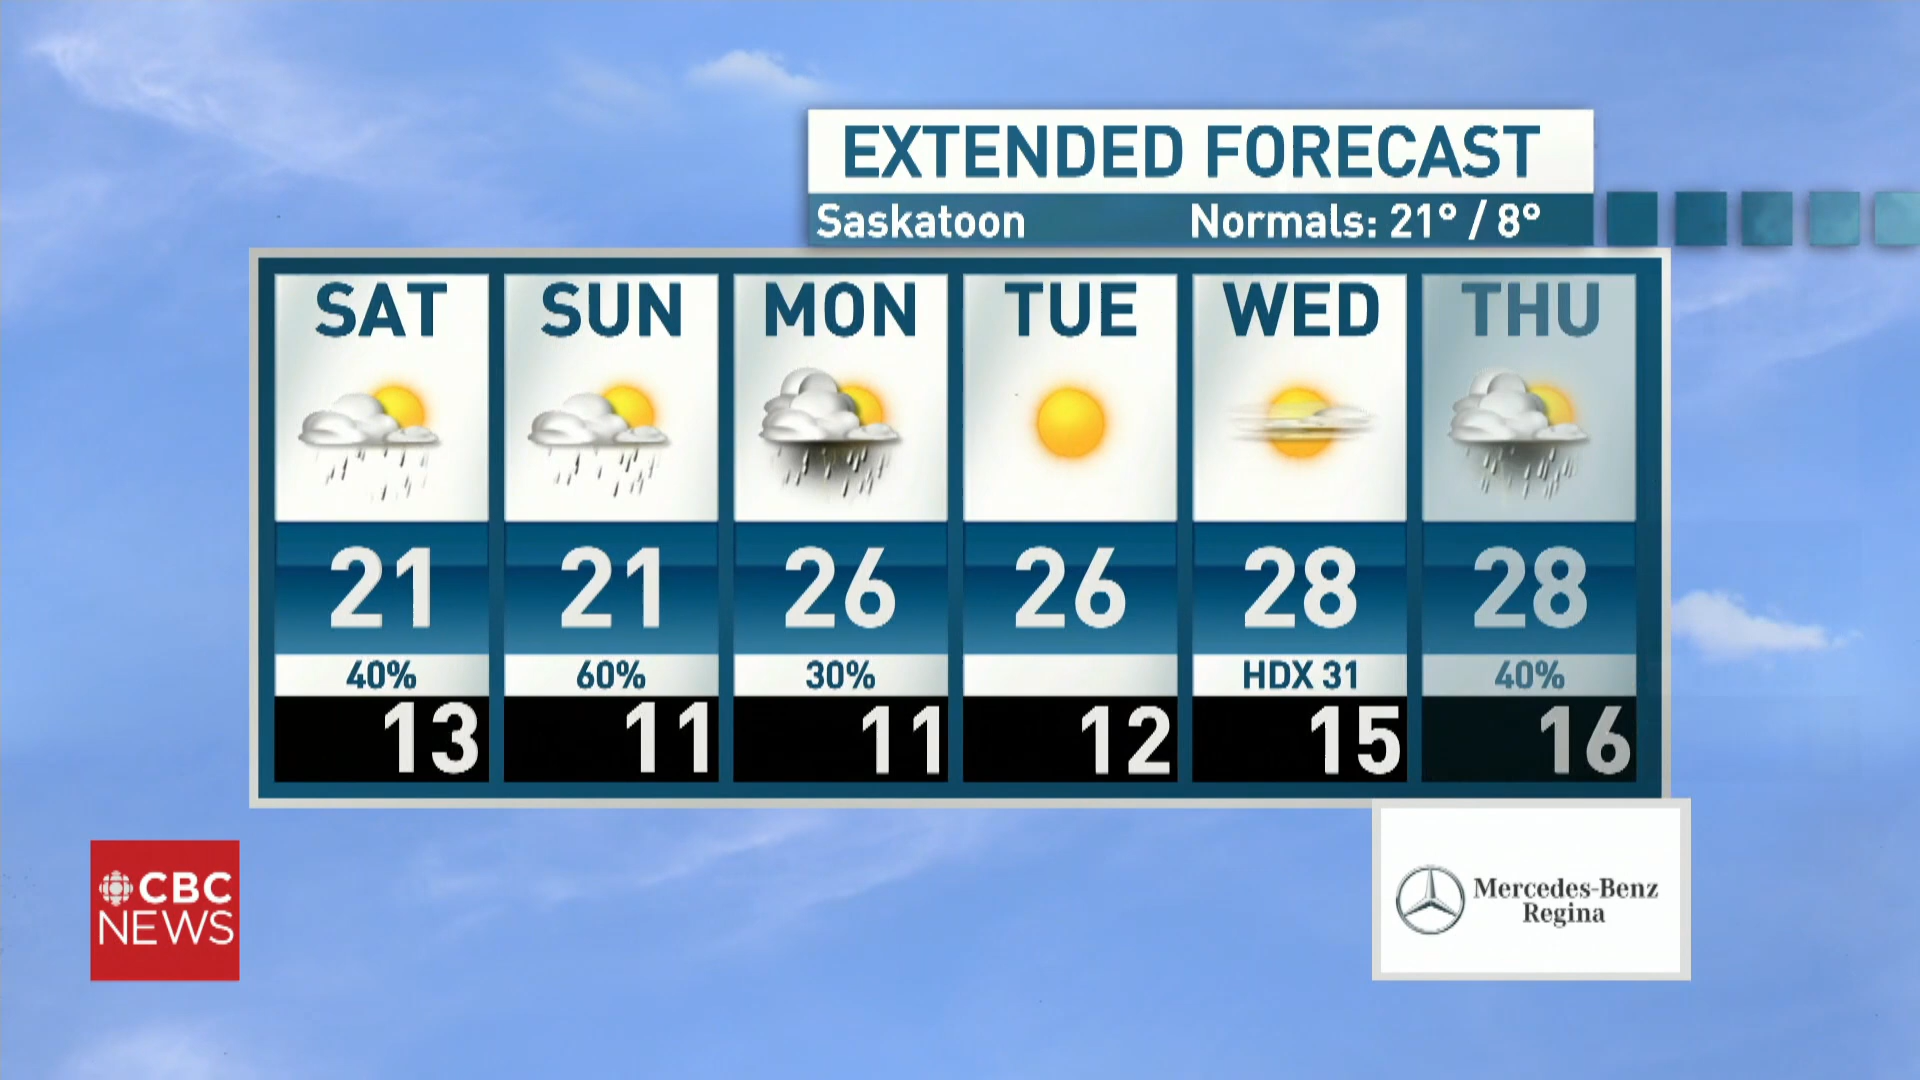 EXTENDED FORECAST
Saskatoon Normals: 21° / 8°
SAT SUN MON TUE WED THU
21 21 26 26 28 28
40% 60% 30% HDX 31 40%
13 11 11 12 15 16
CBC
NEWS
Mercedes-Benz
Regina